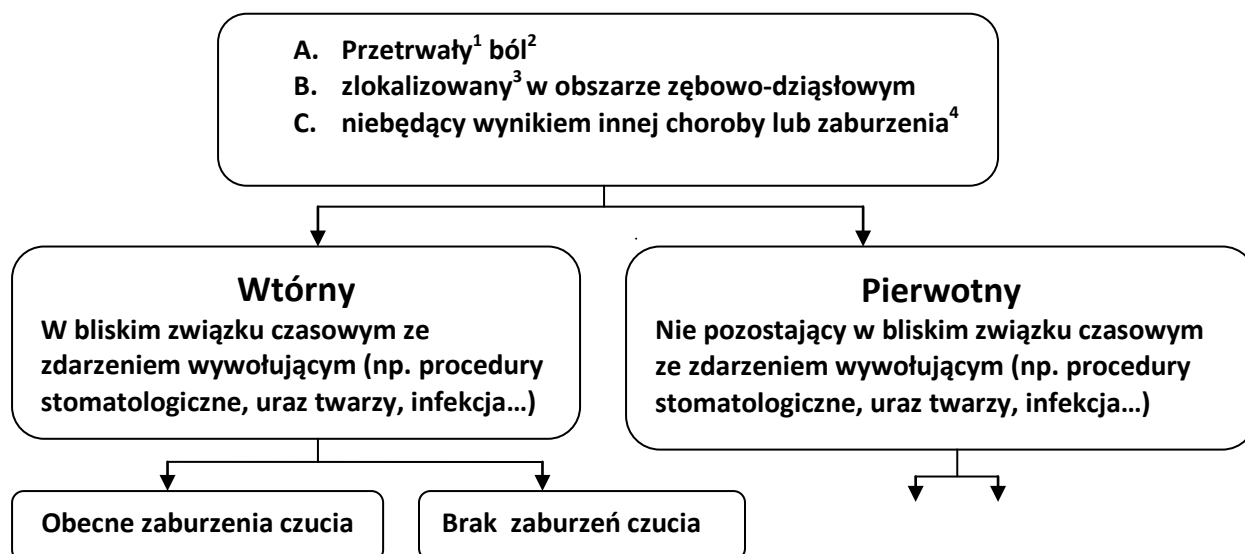 A. Przetrwały¹ ból²
B. zlokalizowany³ w obszarze zębowo-dziąsłowym
C. niebędący wynikiem innej choroby lub zaburzenia⁴
Wtórny
W bliskim związku czasowym ze
zdarzeniem wywołującym (np. procedury
stomatologiczne, uraz twarzy, infekcja…)
Pierwotny
Nie pozostający w bliskim związku czasowym
ze zdarzeniem wywołującym (np. procedury
stomatologiczne, uraz twarzy, infekcja…)
Obecne zaburzenia czucia
Brak zaburzeń czucia